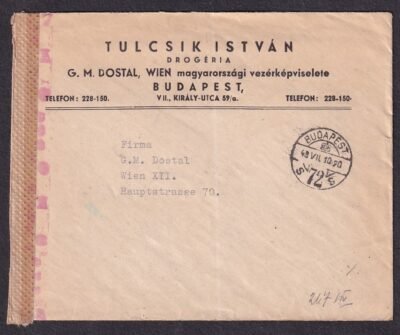 TULCSIK ISTVÁN
DROGÉRIA
G. M. DOSTAL, WIEN magyarországi vezérképviselete
BUDAPEST,
TELEFON: 228-150. VII., KIRÁLY-UTCA 59/a. TELEFON: 228-150.
Firma
G.M. Dostal
Wien XII.
Hauptstrasse 70.
BUDAPEST
72